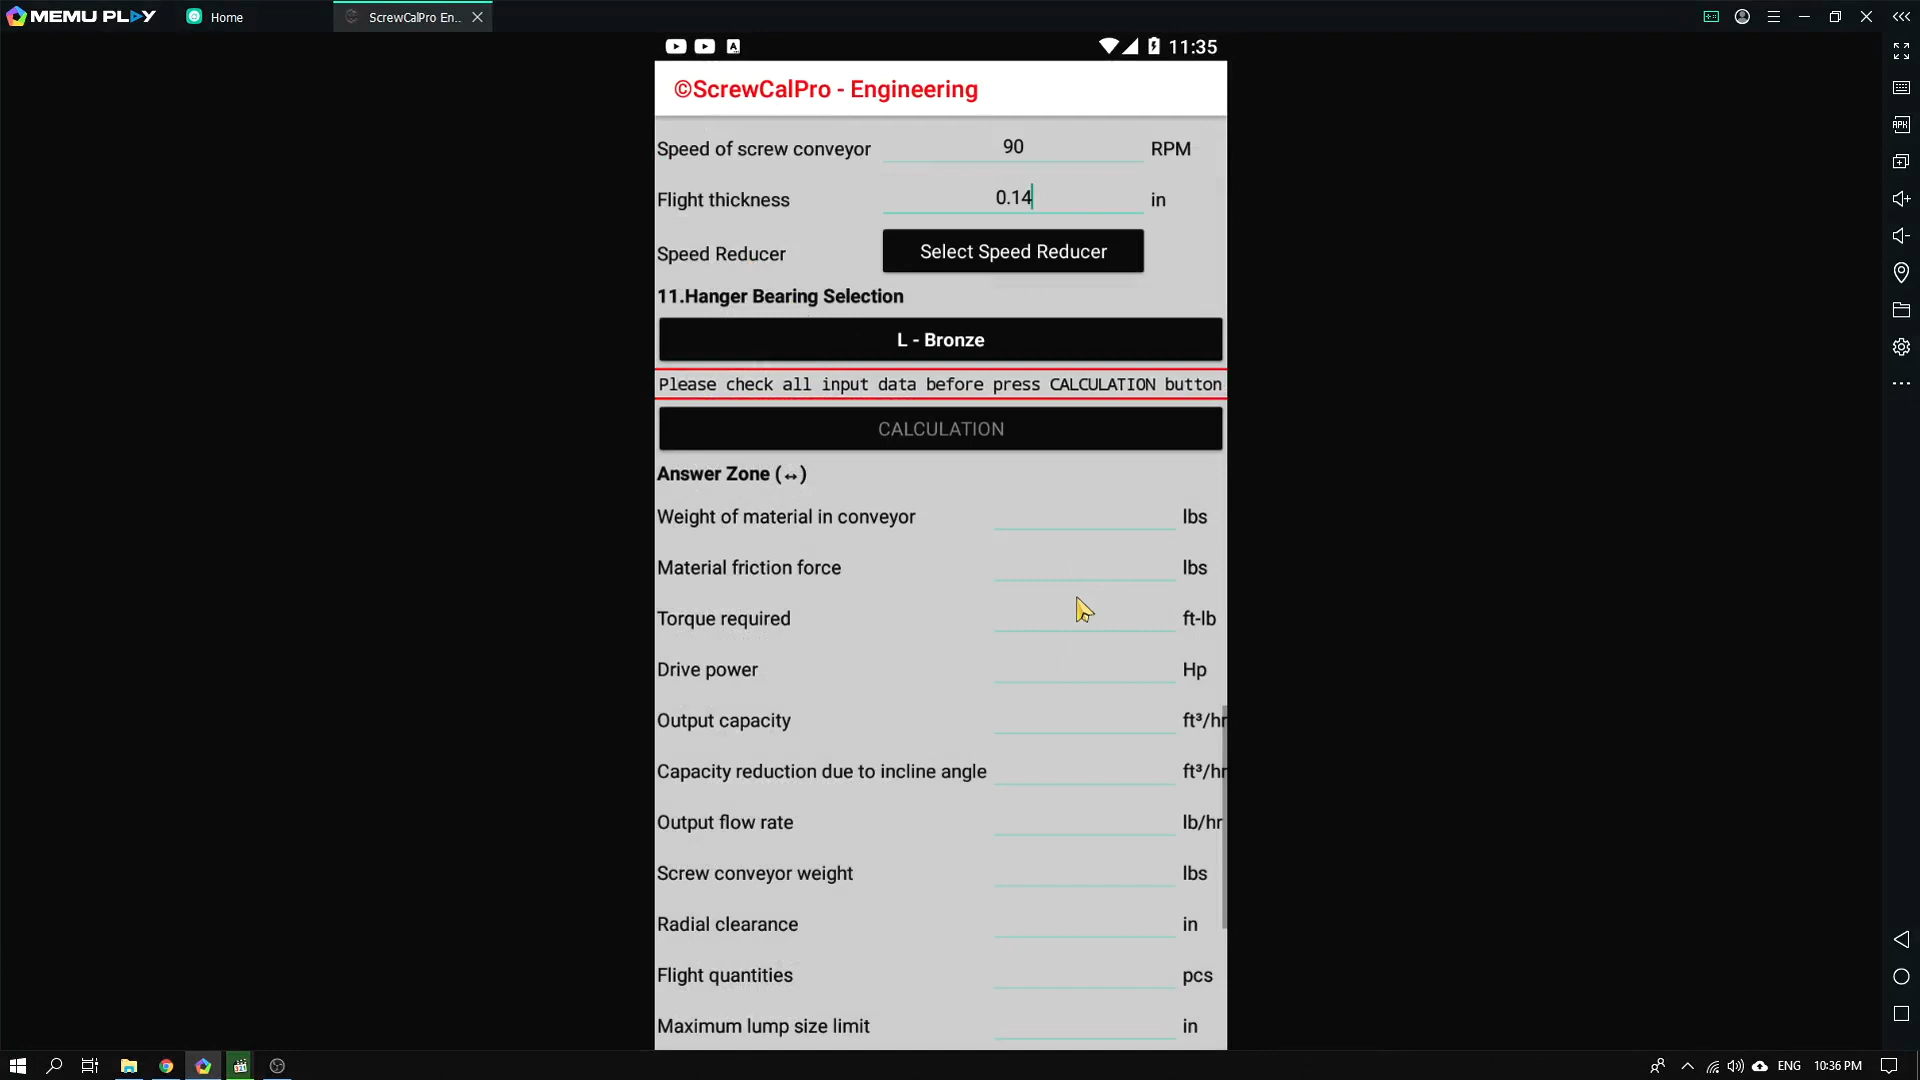 MEMU PLAY
Home
ScrewCalPro En..
A
11:35
©ScrewCalPro - Engineering
Speed of screw conveyor 90 RPM
Flight thickness 0.14 in
Speed Reducer Select Speed Reducer
11.Hanger Bearing Selection
L - Bronze
Please check all input data before press CALCULATION button
CALCULATION
Answer Zone (↔)
Weight of material in conveyor lbs
Material friction force lbs
Torque required ft-lb
Drive power Hp
Output capacity ft³/hr
Capacity reduction due to incline angle ft³/hr
Output flow rate lb/hr
Screw conveyor weight lbs
Radial clearance in
Flight quantities pcs
Maximum lump size limit in
APK
ENG
10:36 PM